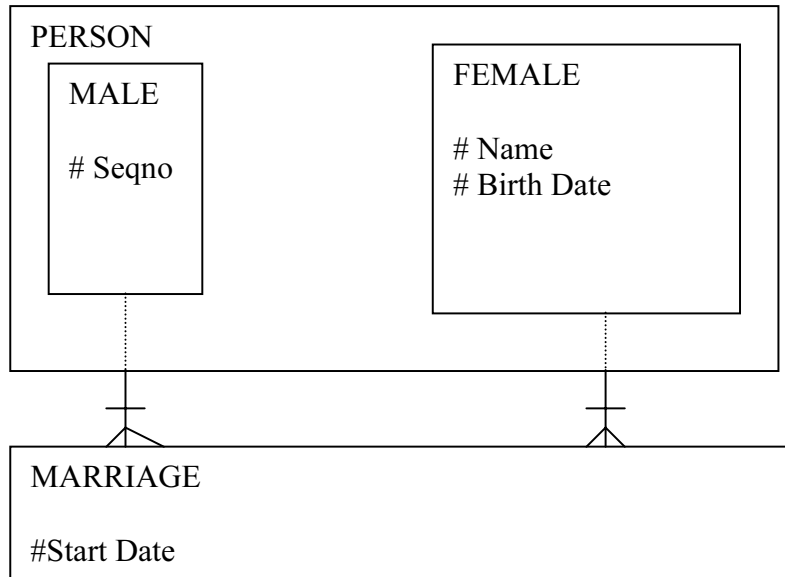 PERSON
MALE
# Seqno
FEMALE
# Name
# Birth Date
MARRIAGE
#Start Date